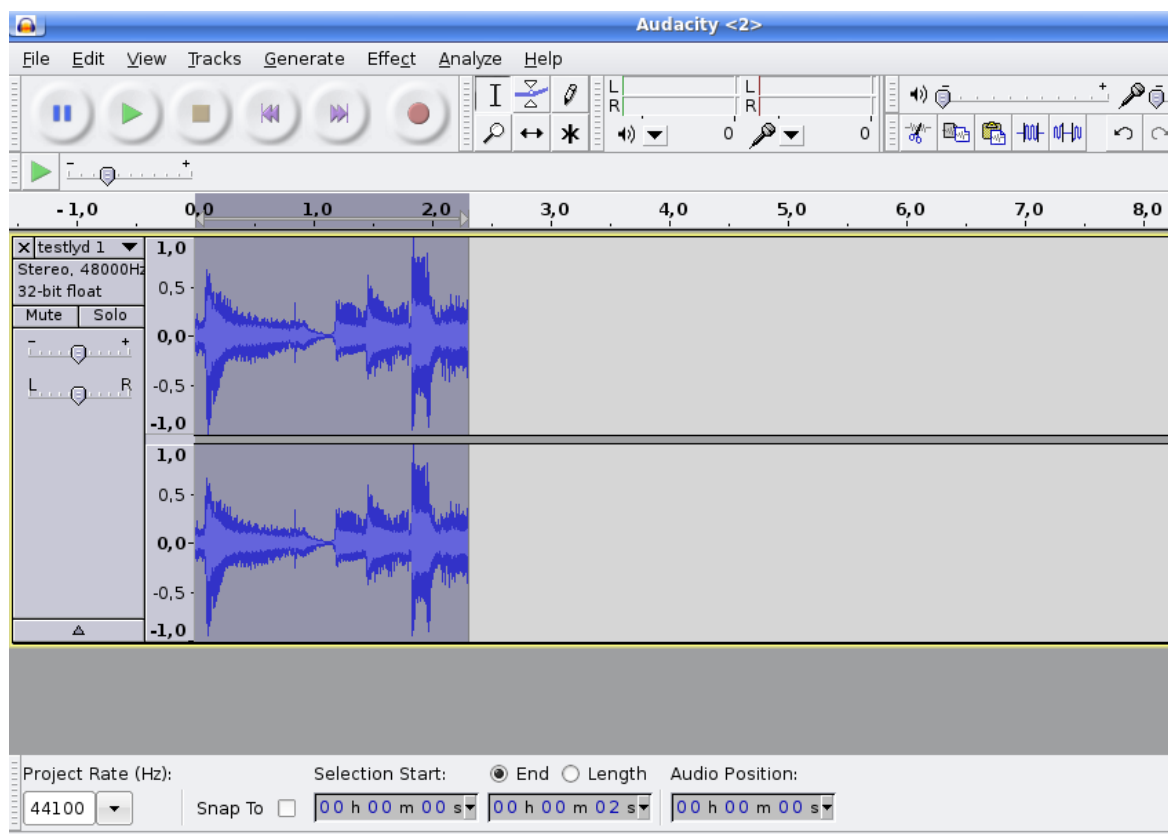 Audacity <2>
File Edit View Tracks Generate Effect Analyze Help
L
R
L
R
- +
0 0
- +
- 1,0 0,0 1,0 2,0 3,0 4,0 5,0 6,0 7,0 8,0
testlyd 1
Stereo, 48000Hz
32-bit float
Mute Solo
- +
L R
1,0
0,5
0,0
-0,5
-1,0
1,0
0,5
0,0
-0,5
-1,0
Project Rate (Hz): Selection Start: End Length Audio Position:
44100 Snap To 00 h 00 m 00 s 00 h 00 m 02 s 00 h 00 m 00 s